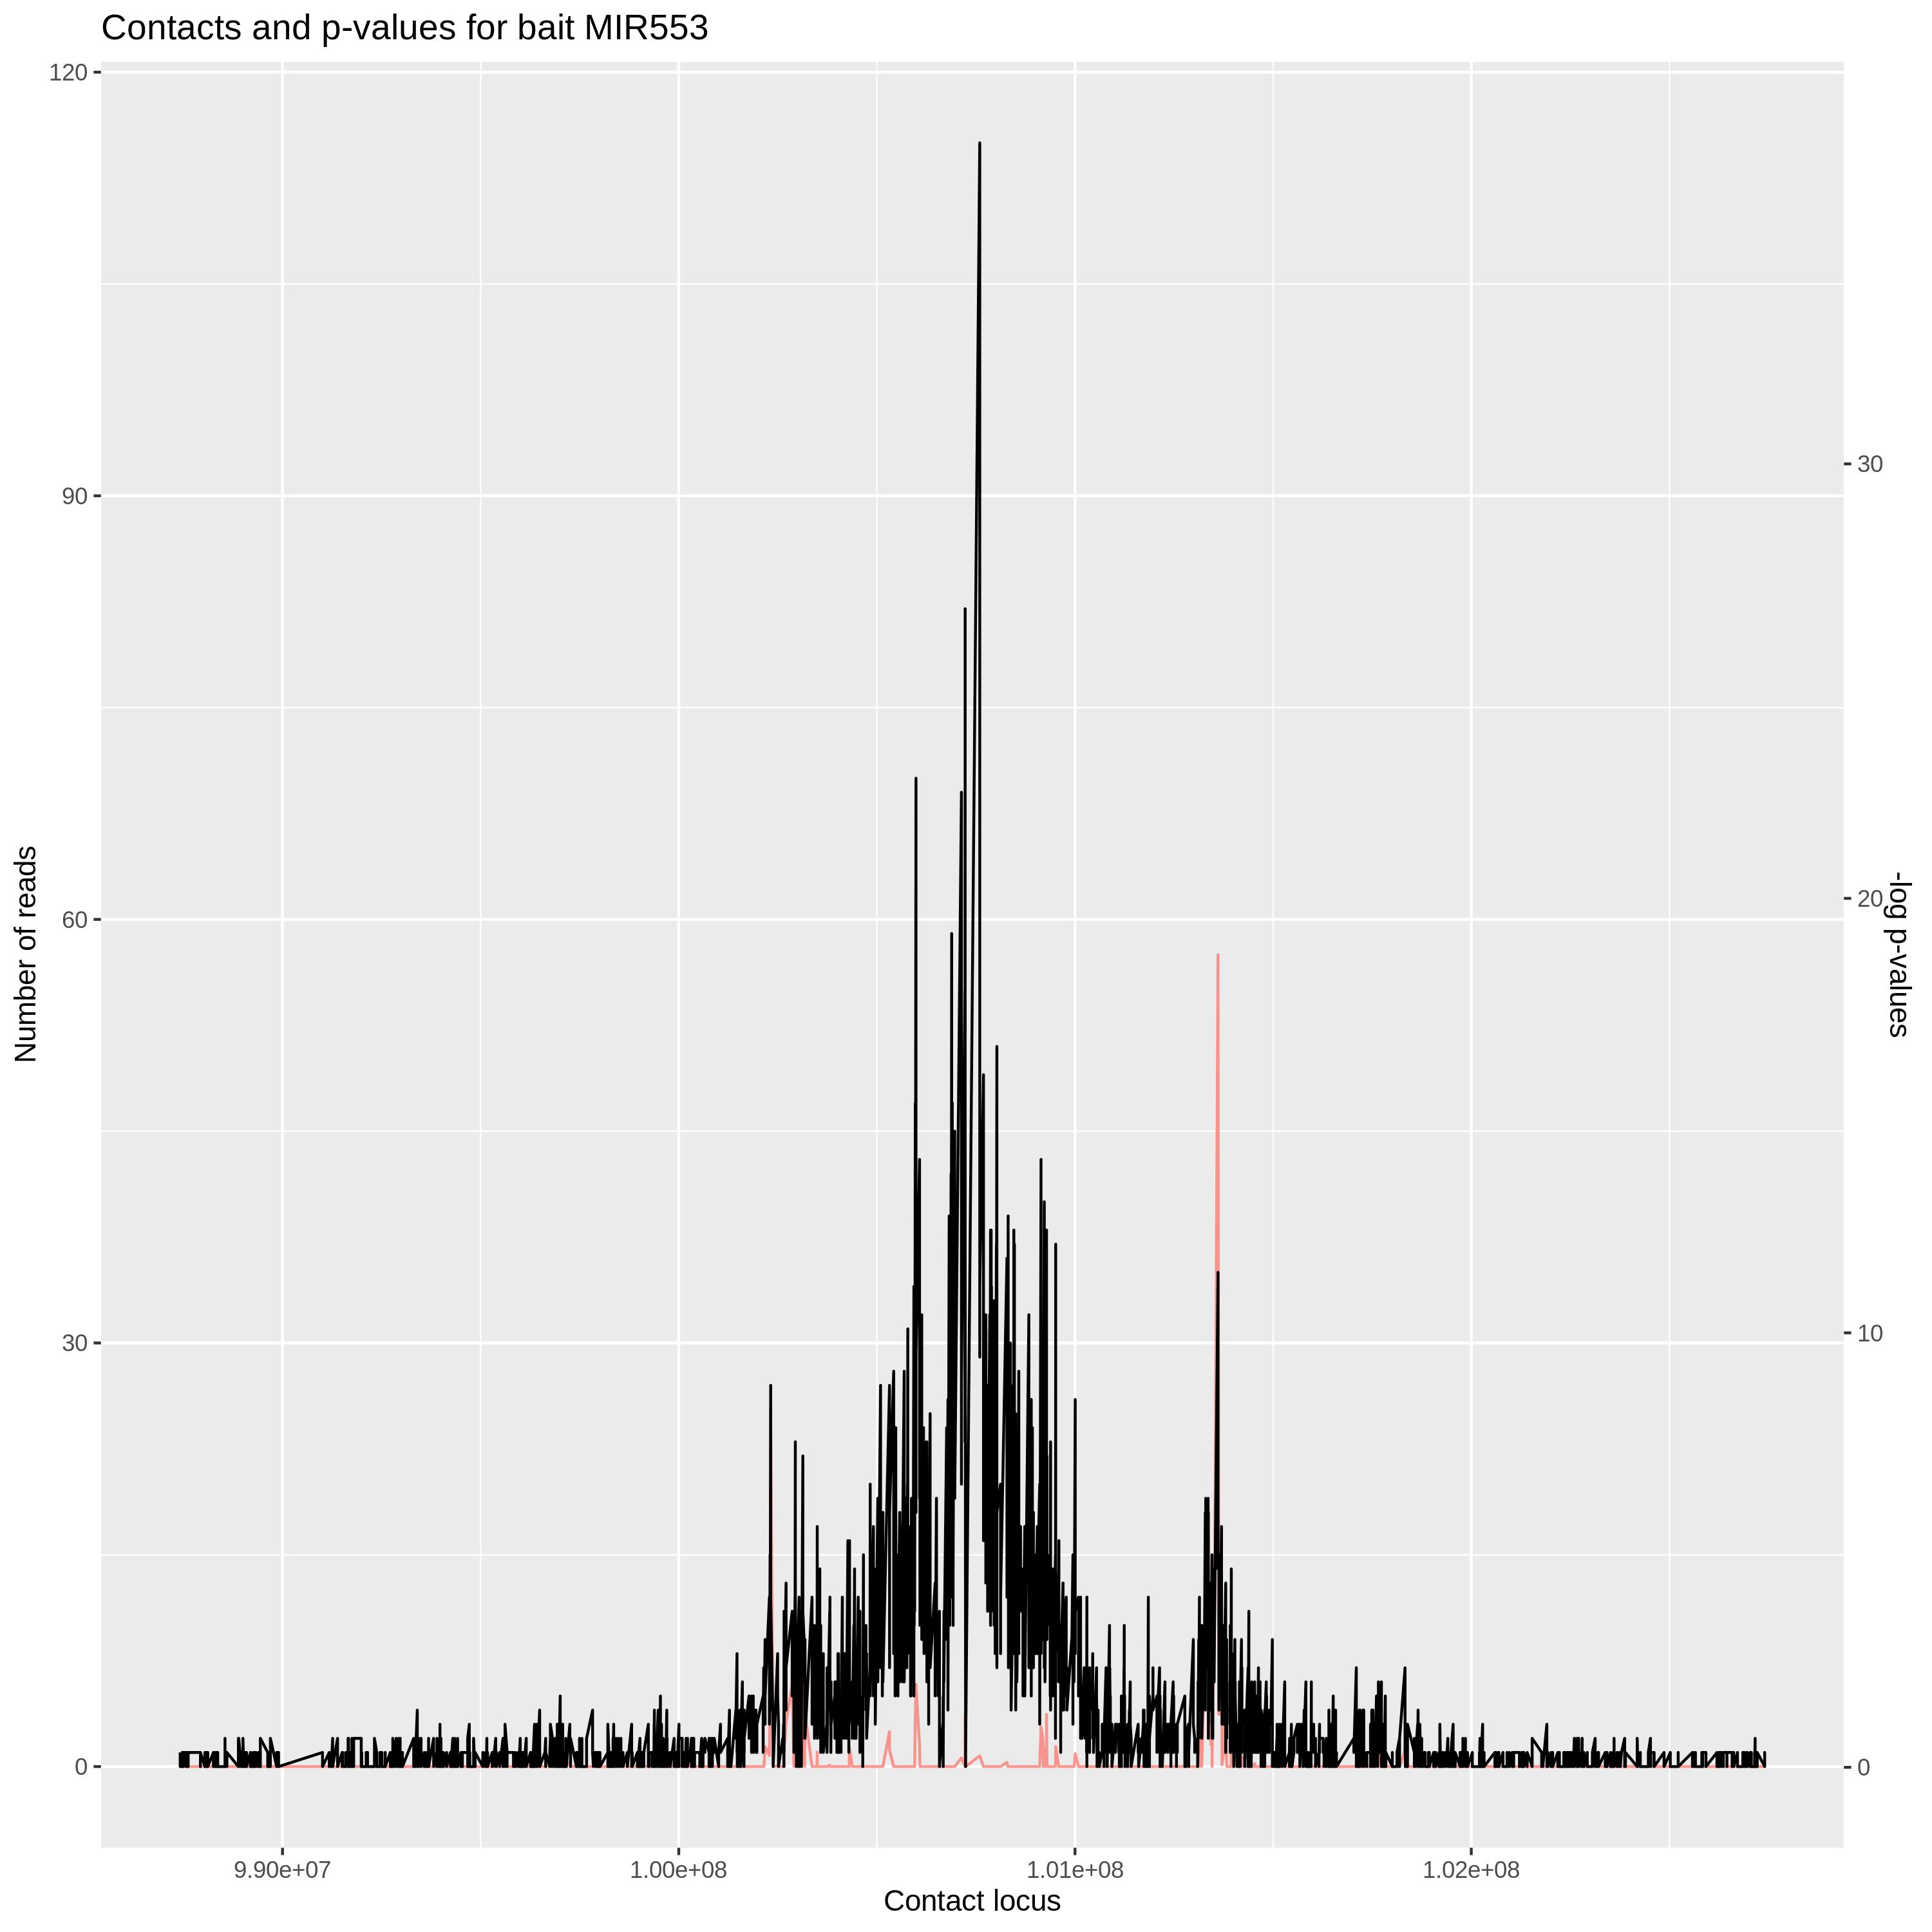 Contacts and p-values for bait MIR553
120
90
60
30
0
Number of reads
30
20
10
0
-log p-values
9.90e+07
1.00e+08
1.01e+08
1.02e+08
Contact locus